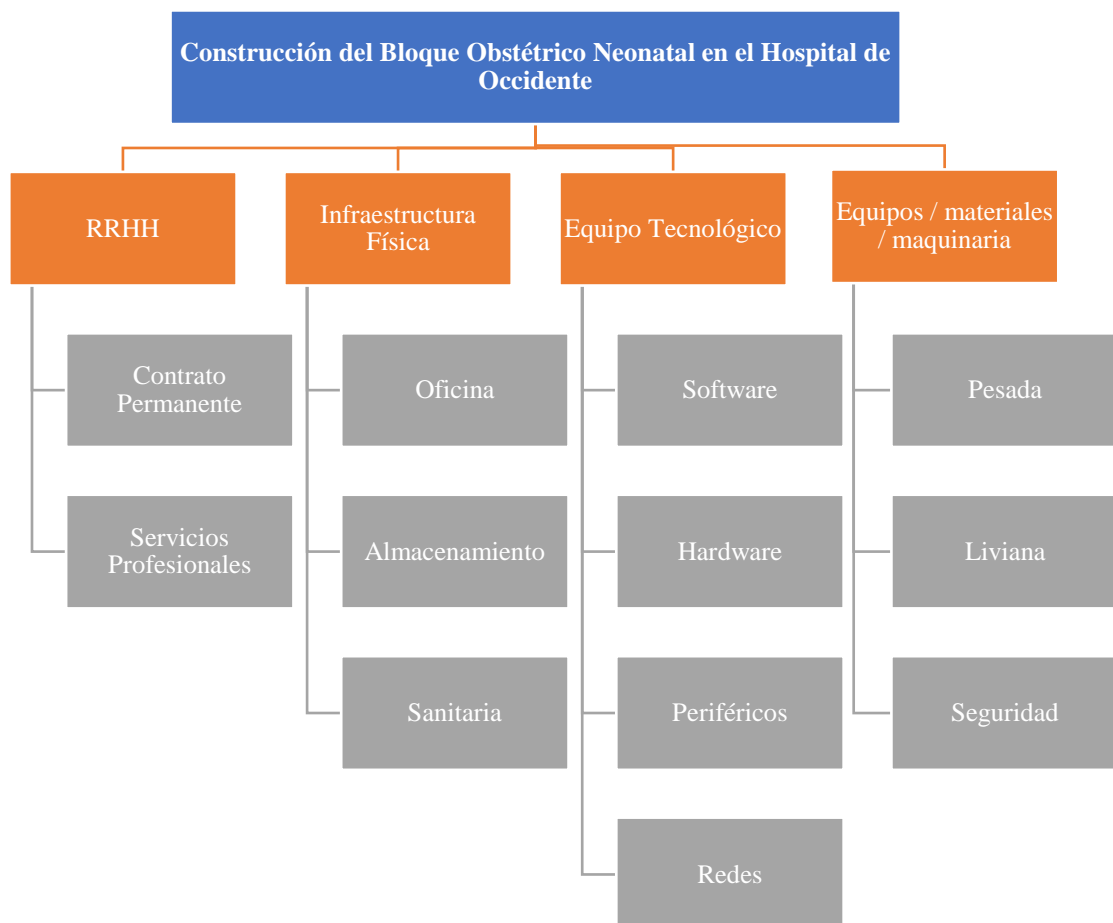 Construcción del Bloque Obstétrico Neonatal en el Hospital de
Occidente
RRHH
Infraestructura
Física
Equipo Tecnológico
Equipos / materiales
/ maquinaria
Contrato
Permanente
Oficina
Software
Pesada
Servicios
Profesionales
Almacenamiento
Hardware
Liviana
Sanitaria
Periféricos
Seguridad
Redes